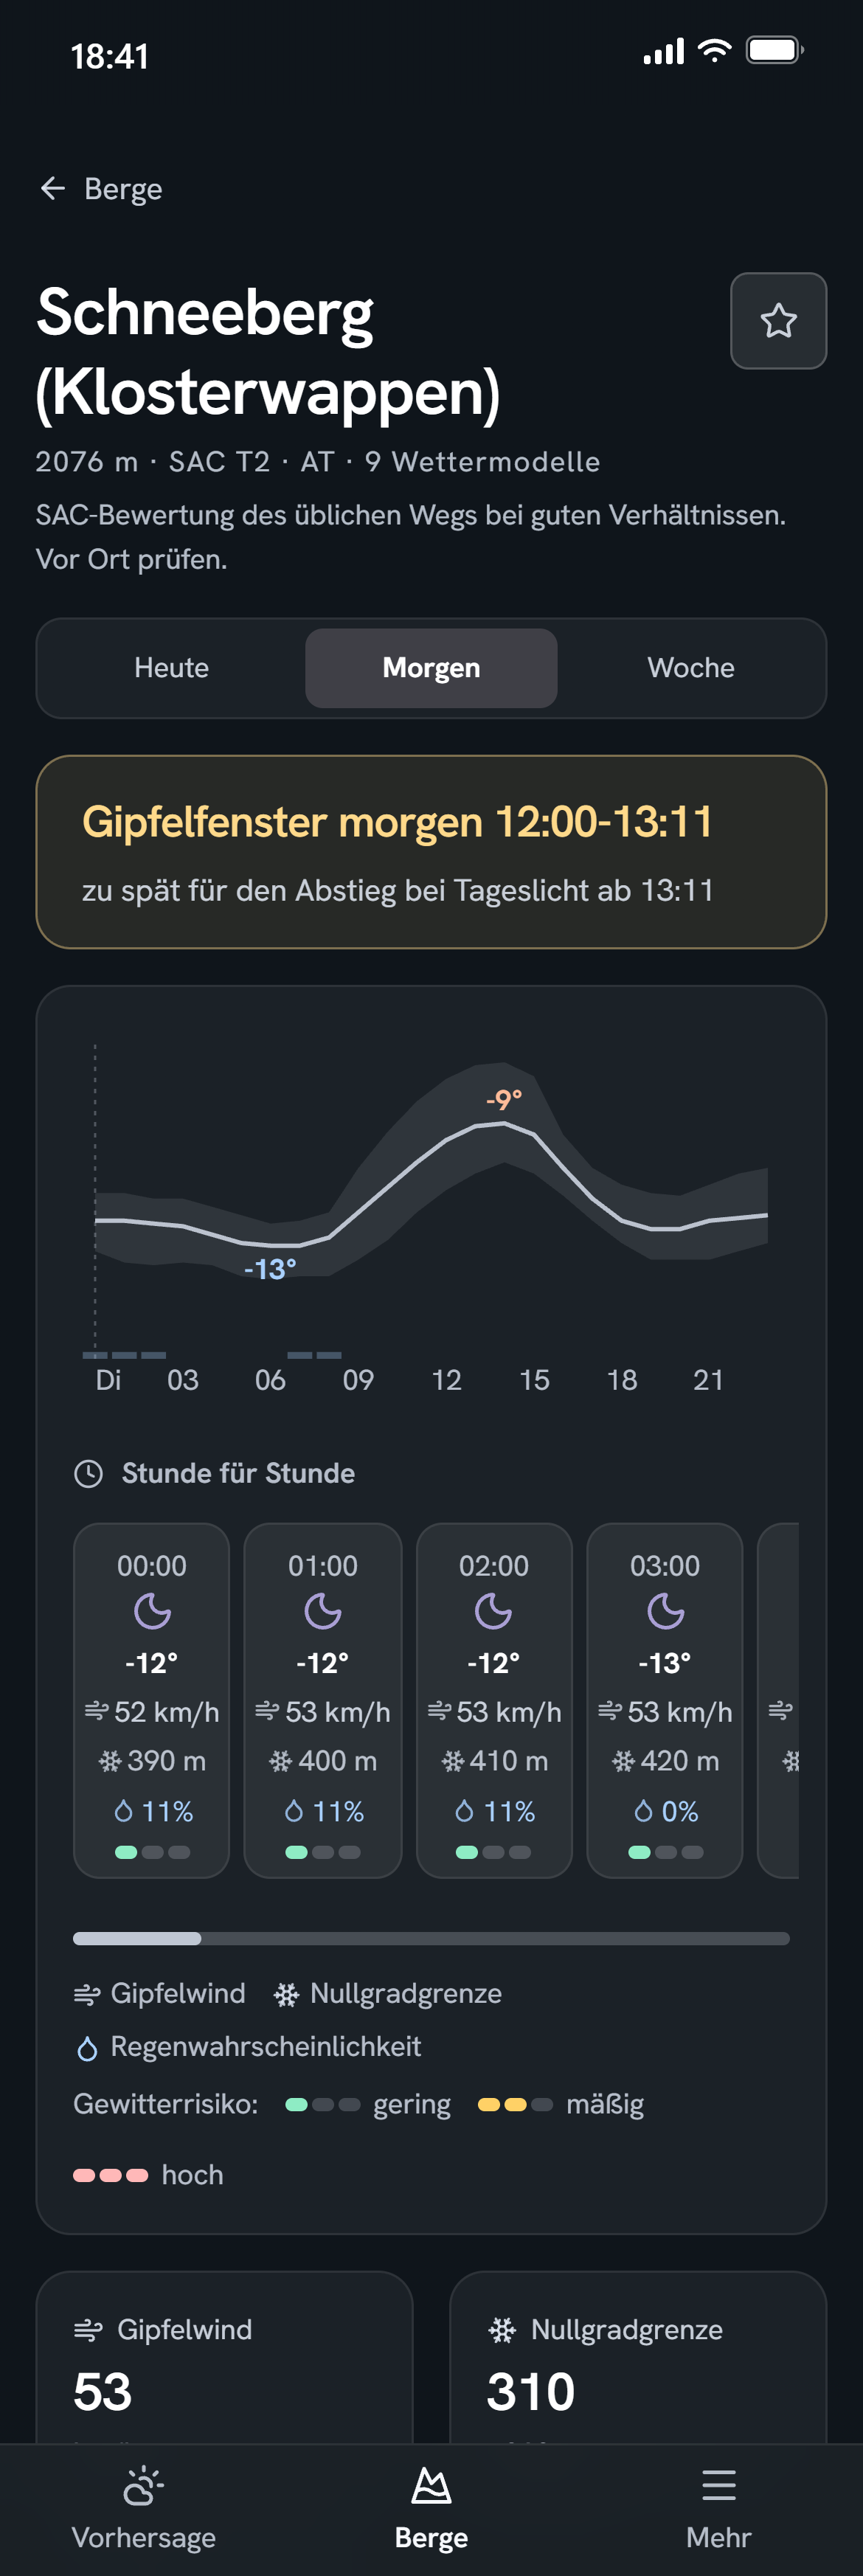 18:41
Berge
Schneeberg
(Klosterwappen)
2076 m · SAC T2 · AT · 9 Wettermodelle
SAC-Bewertung des üblichen Wegs bei guten Verhältnissen.
Vor Ort prüfen.
Heute Morgen Woche
Gipfelfenster morgen 12:00-13:11
zu spät für den Abstieg bei Tageslicht ab 13:11
-9°
-13°
Di 03 06 09 12 15 18 21
Stunde für Stunde
00:00 01:00 02:00 03:00
-12° -12° -12° -13°
52 km/h 53 km/h 53 km/h 53 km/h
390 m 400 m 410 m 420 m
11% 11% 11% 0%
Gipfelwind Nullgradgrenze
Regenwahrscheinlichkeit
Gewitterrisiko: gering mäßig
hoch
Gipfelwind Nullgradgrenze
53 310
Vorhersage Berge Mehr